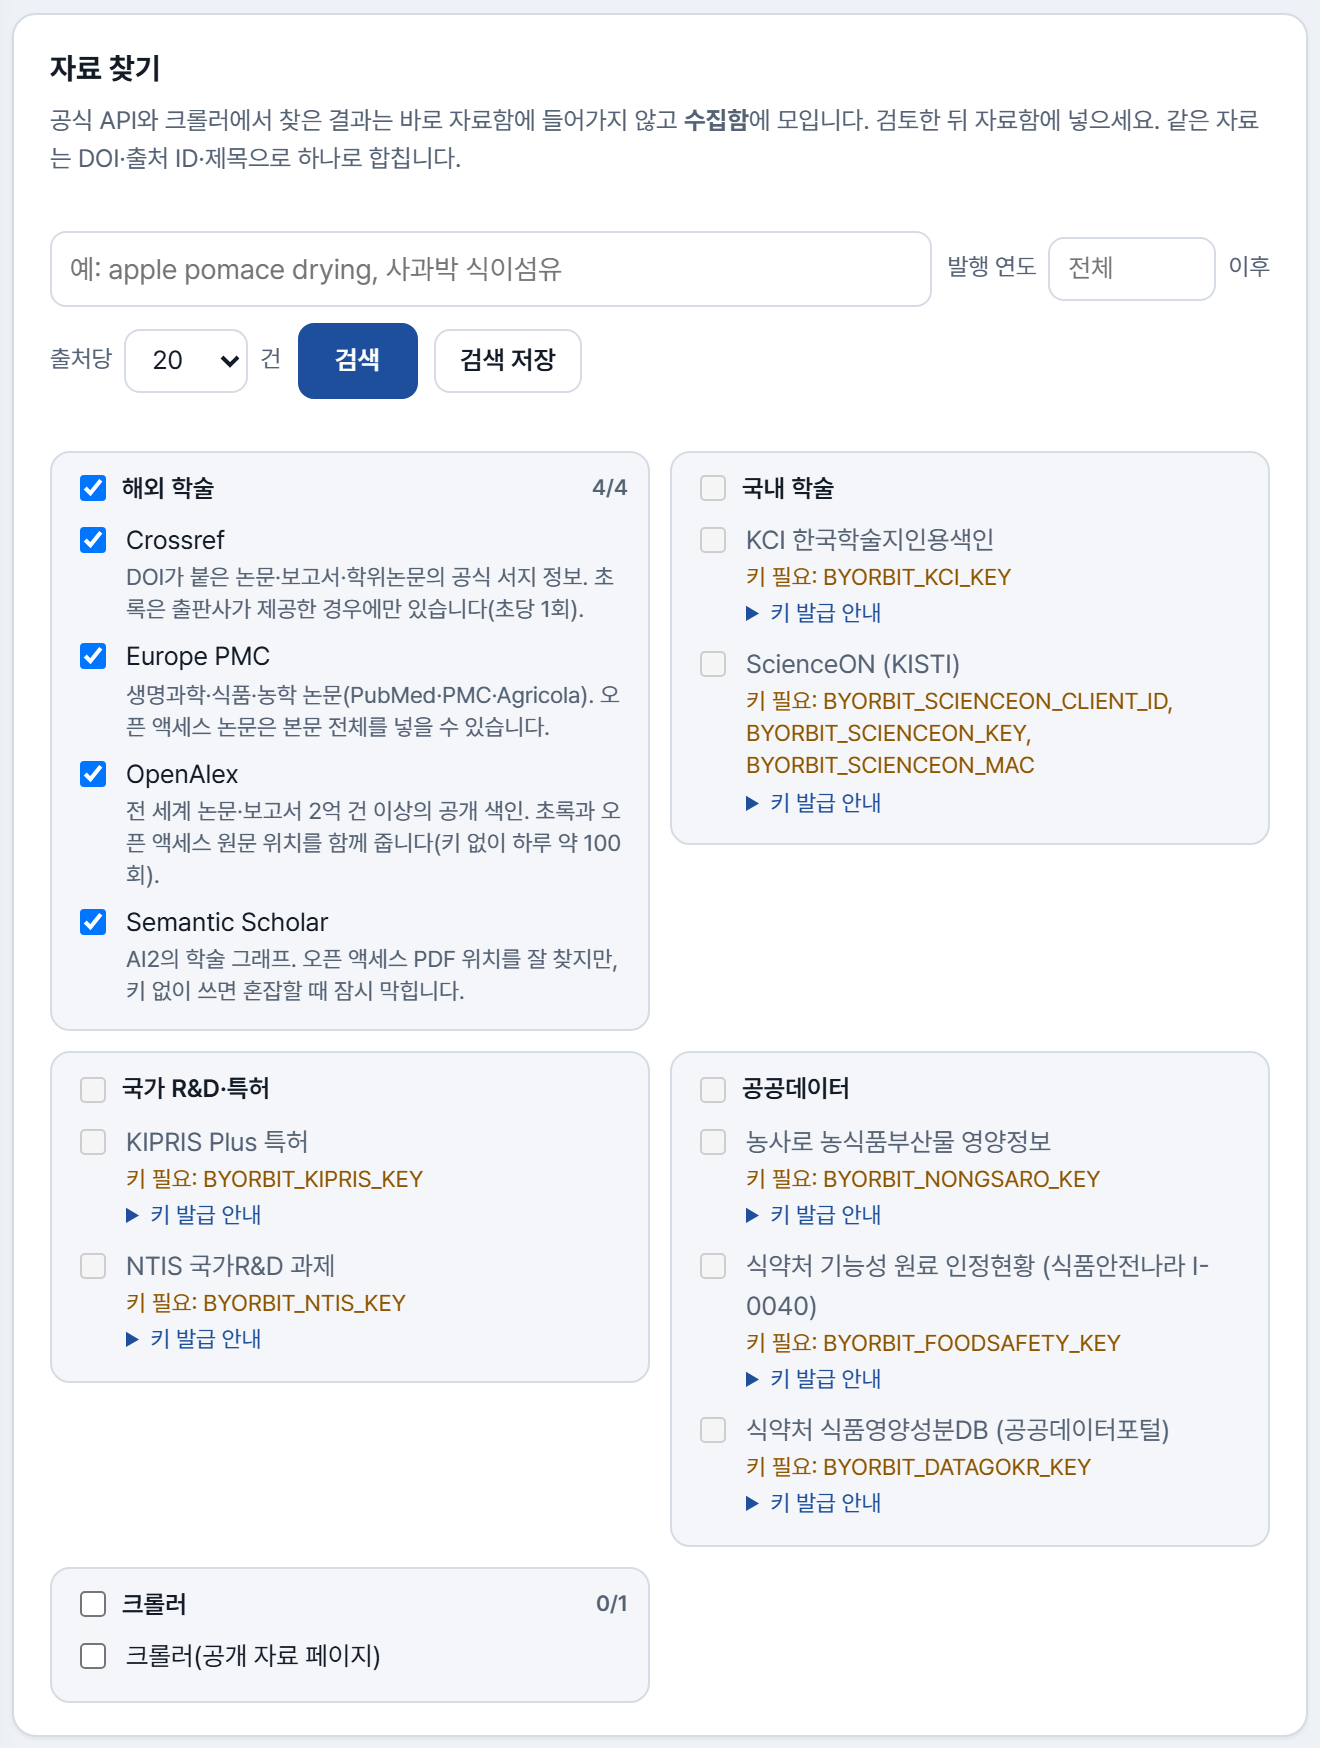 자료 찾기
공식 API와 크롤러에서 찾은 결과는 바로 자료함에 들어가지 않고 수집함에 모입니다. 검토한 뒤 자료함에 넣으세요. 같은 자료
는 DOI·출처 ID·제목으로 하나로 합칩니다.
예: apple pomace drying, 사과박 식이섬유
발행 연도 전체 이후
출처당 20 건 검색 검색 저장
해외 학술 4/4
Crossref
DOI가 붙은 논문·보고서·학위논문의 공식 서지 정보. 초
록은 출판사가 제공한 경우에만 있습니다(초당 1회).
Europe PMC
생명과학·식품·농학 논문(PubMed·PMC·Agricola). 오
픈 액세스 논문은 본문 전체를 넣을 수 있습니다.
OpenAlex
전 세계 논문·보고서 2억 건 이상의 공개 색인. 초록과 오
픈 액세스 원문 위치를 함께 줍니다(키 없이 하루 약 100
회).
Semantic Scholar
AI2의 학술 그래프. 오픈 액세스 PDF 위치를 잘 찾지만,
키 없이 쓰면 혼잡할 때 잠시 막힙니다.
국내 학술
KCI 한국학술지인용색인
키 필요: BYORBIT_KCI_KEY
▶ 키 발급 안내
ScienceON (KISTI)
키 필요: BYORBIT_SCIENCEON_CLIENT_ID,
BYORBIT_SCIENCEON_KEY,
BYORBIT_SCIENCEON_MAC
▶ 키 발급 안내
국가 R&D·특허
KIPRIS Plus 특허
키 필요: BYORBIT_KIPRIS_KEY
▶ 키 발급 안내
NTIS 국가R&D 과제
키 필요: BYORBIT_NTIS_KEY
▶ 키 발급 안내
공공데이터
농사로 농식품부산물 영양정보
키 필요: BYORBIT_NONGSARO_KEY
▶ 키 발급 안내
식약처 기능성 원료 인정현황 (식품안전나라 I-
0040)
키 필요: BYORBIT_FOODSAFETY_KEY
▶ 키 발급 안내
식약처 식품영양성분DB (공공데이터포털)
키 필요: BYORBIT_DATAGOKR_KEY
▶ 키 발급 안내
크롤러 0/1
크롤러(공개 자료 페이지)